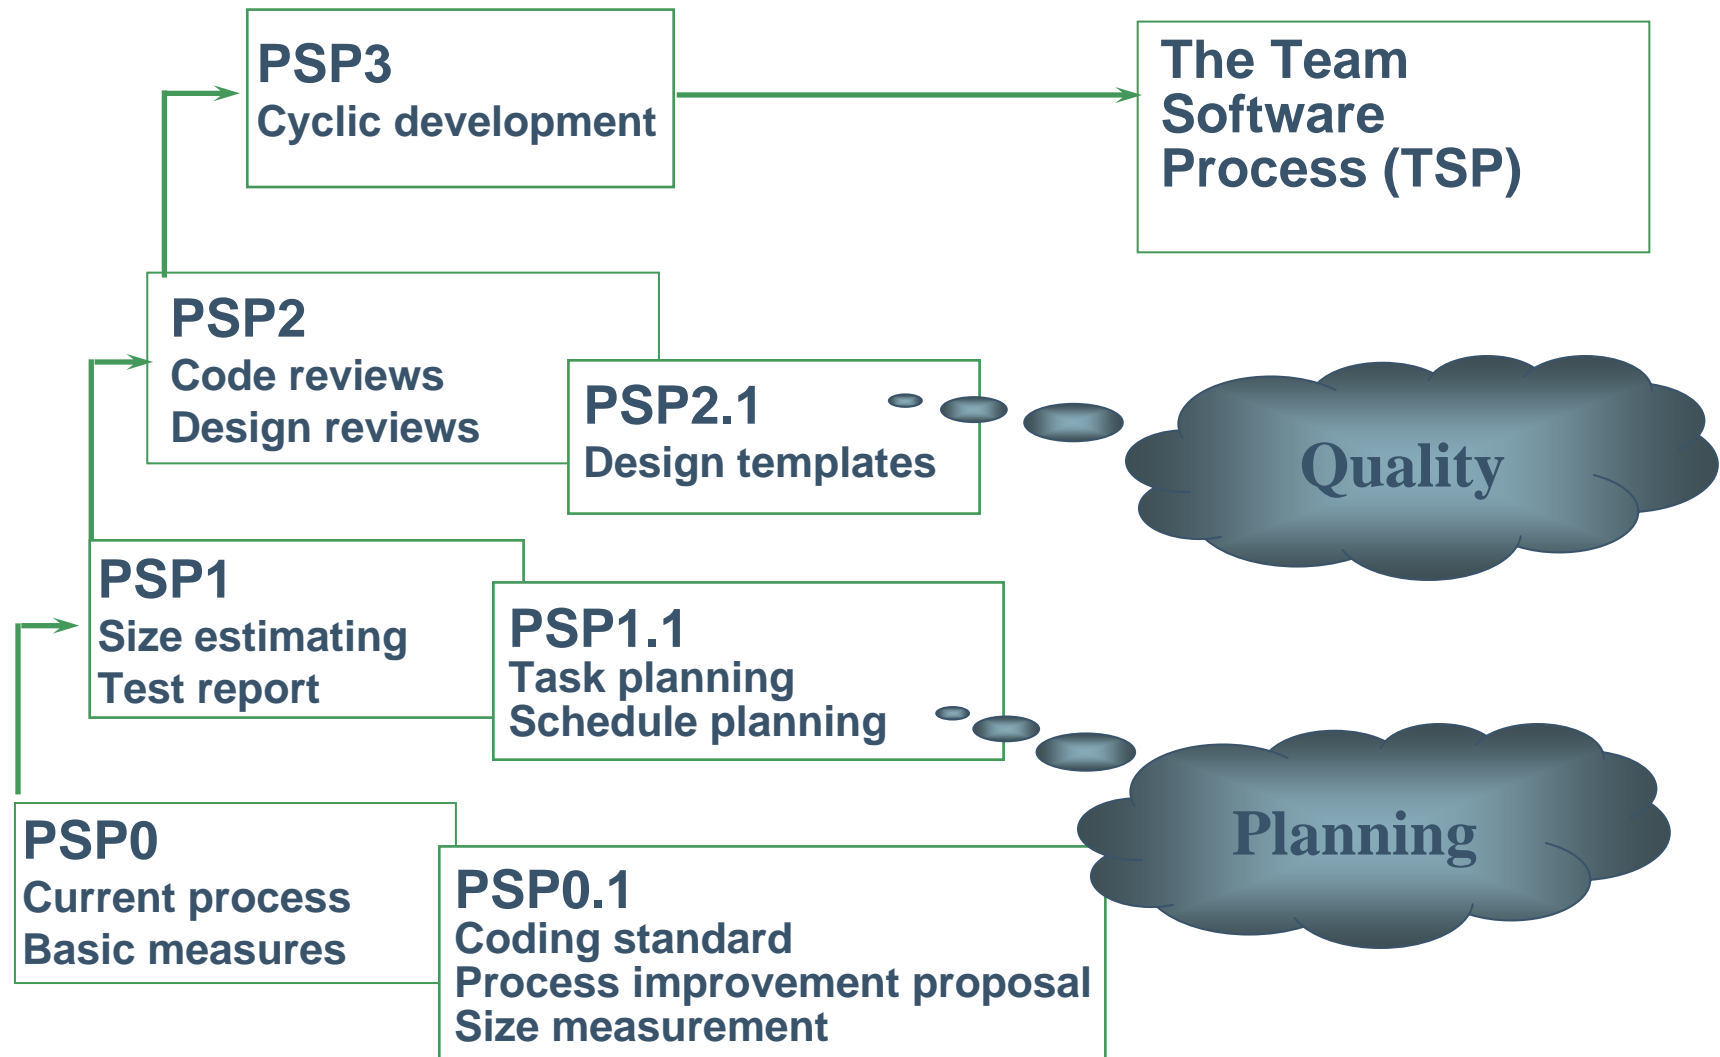 PSP3
Cyclic development
The Team
Software
Process (TSP)
PSP2
Code reviews
Design reviews
PSP2.1
Design templates
Quality
PSP1
Size estimating
Test report
PSP1.1
Task planning
Schedule planning
Planning
PSP0
Current process
Basic measures
PSP0.1
Coding standard
Process improvement proposal
Size measurement